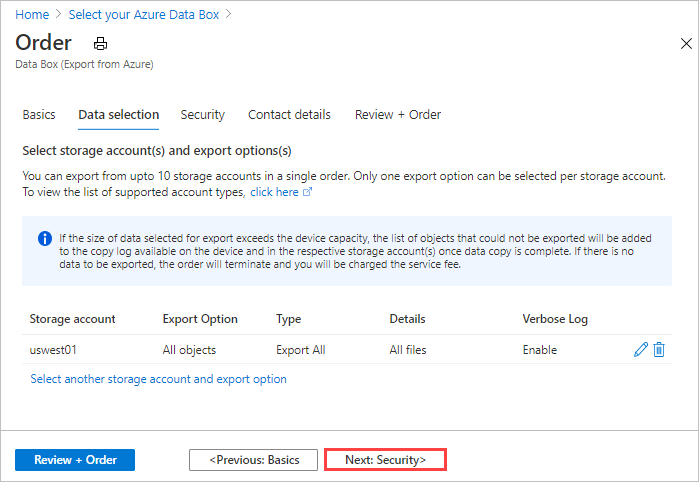 Home > Select your Azure Data Box >
Order
Data Box (Export from Azure)
Basics Data selection Security Contact details Review + Order
Select storage account(s) and export options(s)
You can export from upto 10 storage accounts in a single order. Only one export option can be selected per storage account.
To view the list of supported account types, click here
If the size of data selected for export exceeds the device capacity, the list of objects that could not be exported will be added
to the copy log available on the device and in the respective storage account(s) once data copy is complete. If there is no
data to be exported, the order will terminate and you will be charged the service fee.
Storage account Export Option Type Details Verbose Log
uswest01 All objects Export All All files Enable
Select another storage account and export option
Review + Order <Previous: Basics Next: Security>